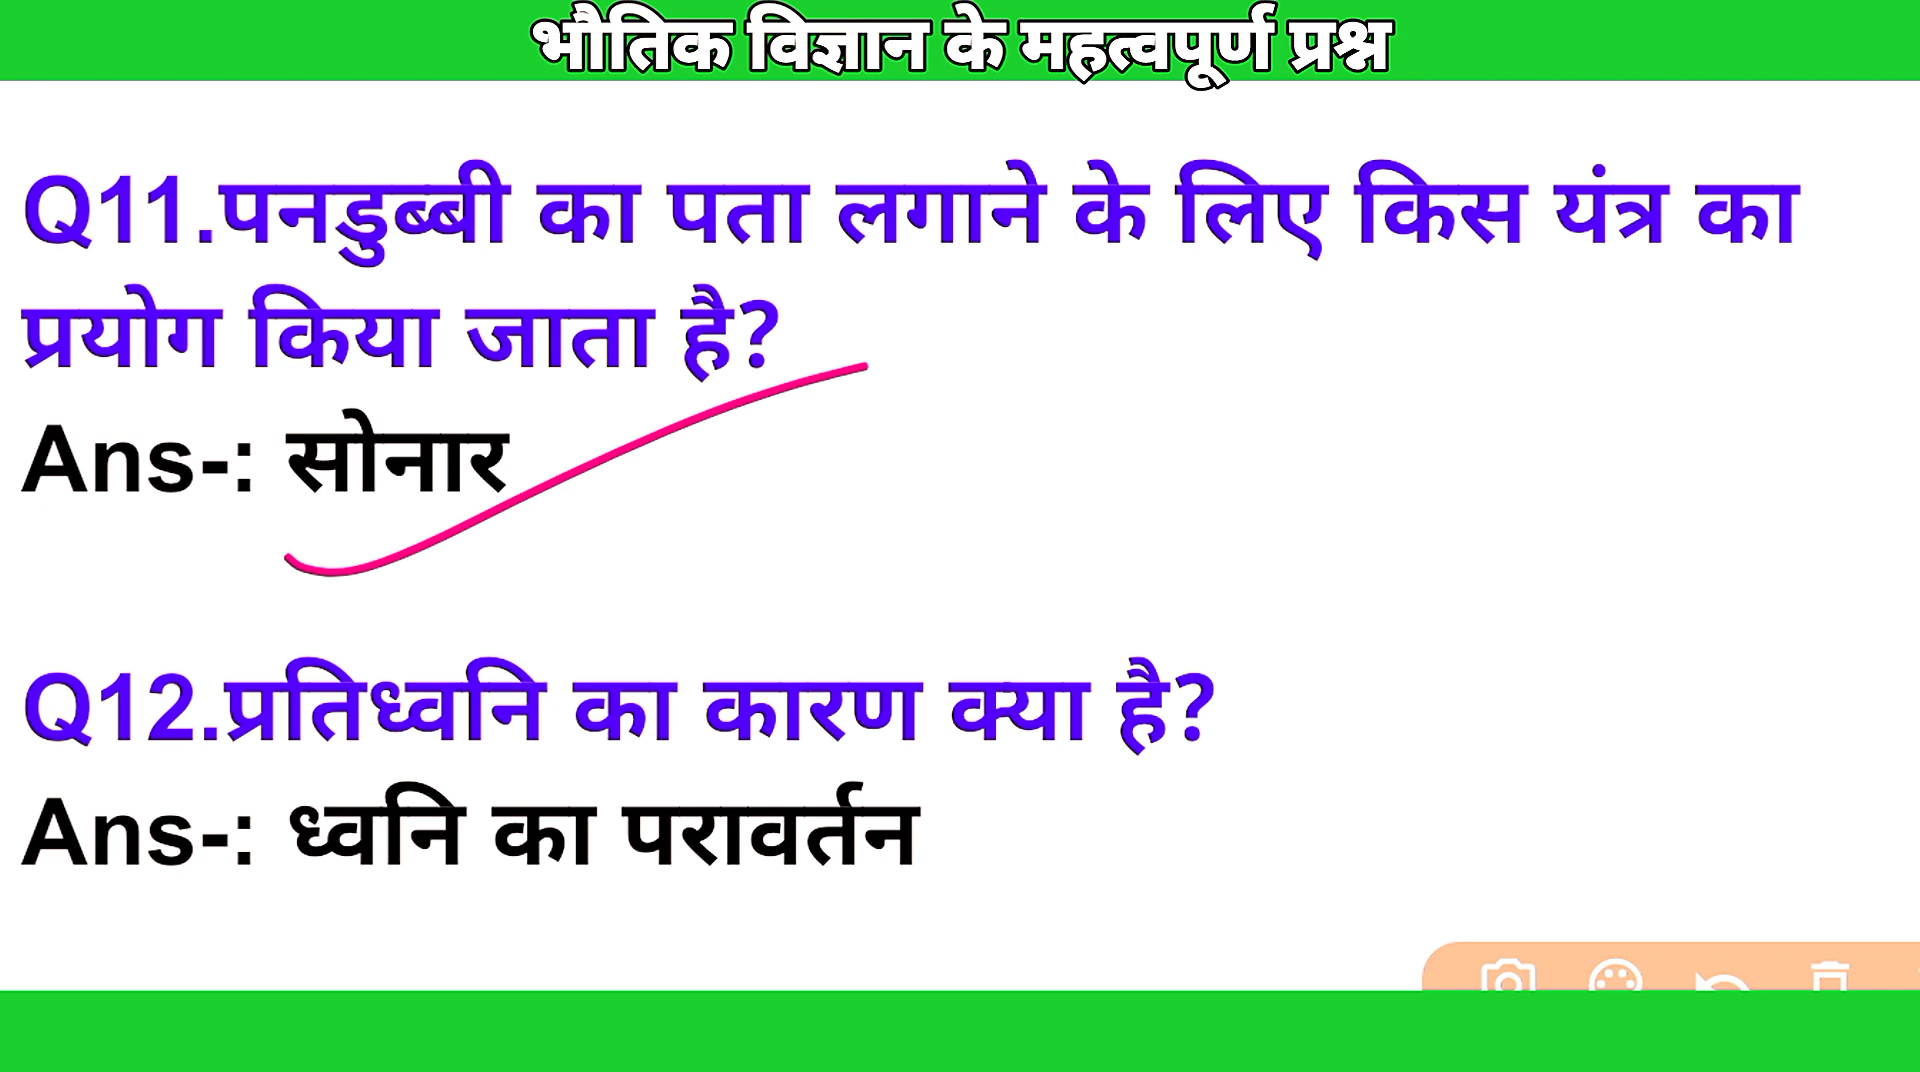 भौतिक विज्ञान के महत्वपूर्ण प्रश्न
Q11.पनडुब्बी का पता लगाने के लिए किस यंत्र का
प्रयोग किया जाता है?
Ans-: सोनार
Q12.प्रतिध्वनि का कारण क्या है?
Ans-: ध्वनि का परावर्तन